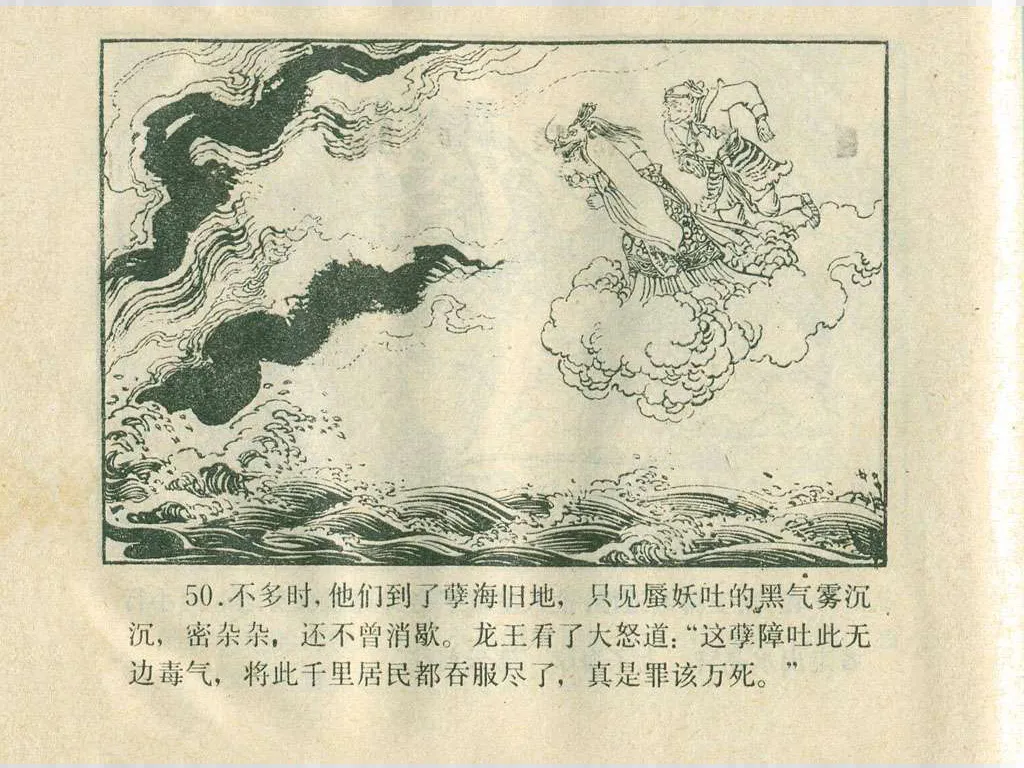 50.不多时,他们到了孽海旧地，只见蜃妖吐的黑气雾沉
沉，密杂杂，还不曾消歇。龙王看了大怒道:“这孽障吐此无
边毒气，将此千里居民都吞服尽了，真是罪该万死。”